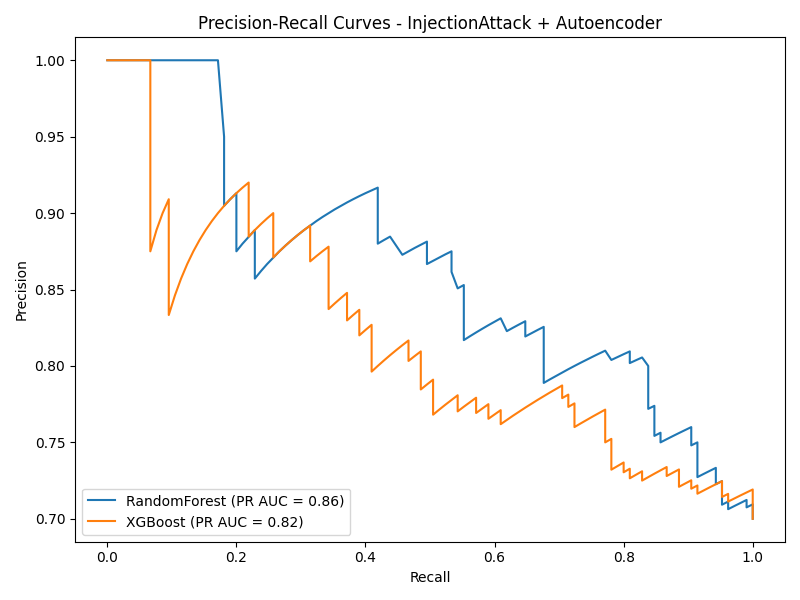 Precision-Recall Curves - InjectionAttack + Autoencoder
Precision
1.00
0.95
0.90
0.85
0.80
0.75
0.70
RandomForest (PR AUC = 0.86)
XGBoost (PR AUC = 0.82)
0.0 0.2 0.4 0.6 0.8 1.0
Recall